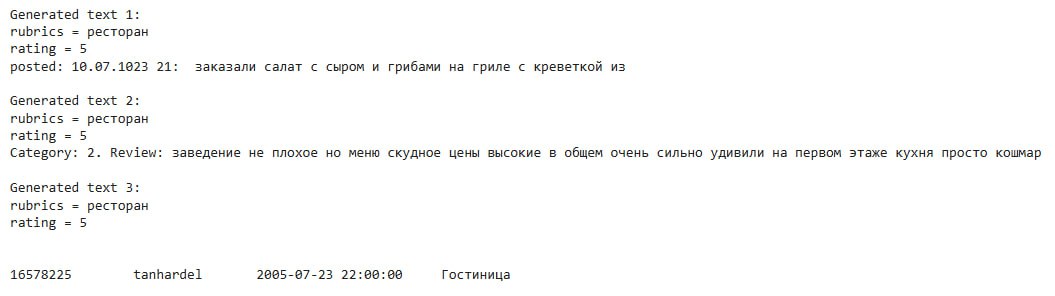 Generated text 1:
rubrics = ресторан
rating = 5
posted: 10.07.1023 21:  заказали салат с сыром и грибами на гриле с креветкой из
Generated text 2:
rubrics = ресторан
rating = 5
Category: 2. Review: заведение не плохое но меню скудное цены высокие в общем очень сильно удивили на первом этаже кухня просто кошмар
Generated text 3:
rubrics = ресторан
rating = 5
16578225        tanhardel       2005-07-23 22:00:00     Гостиница